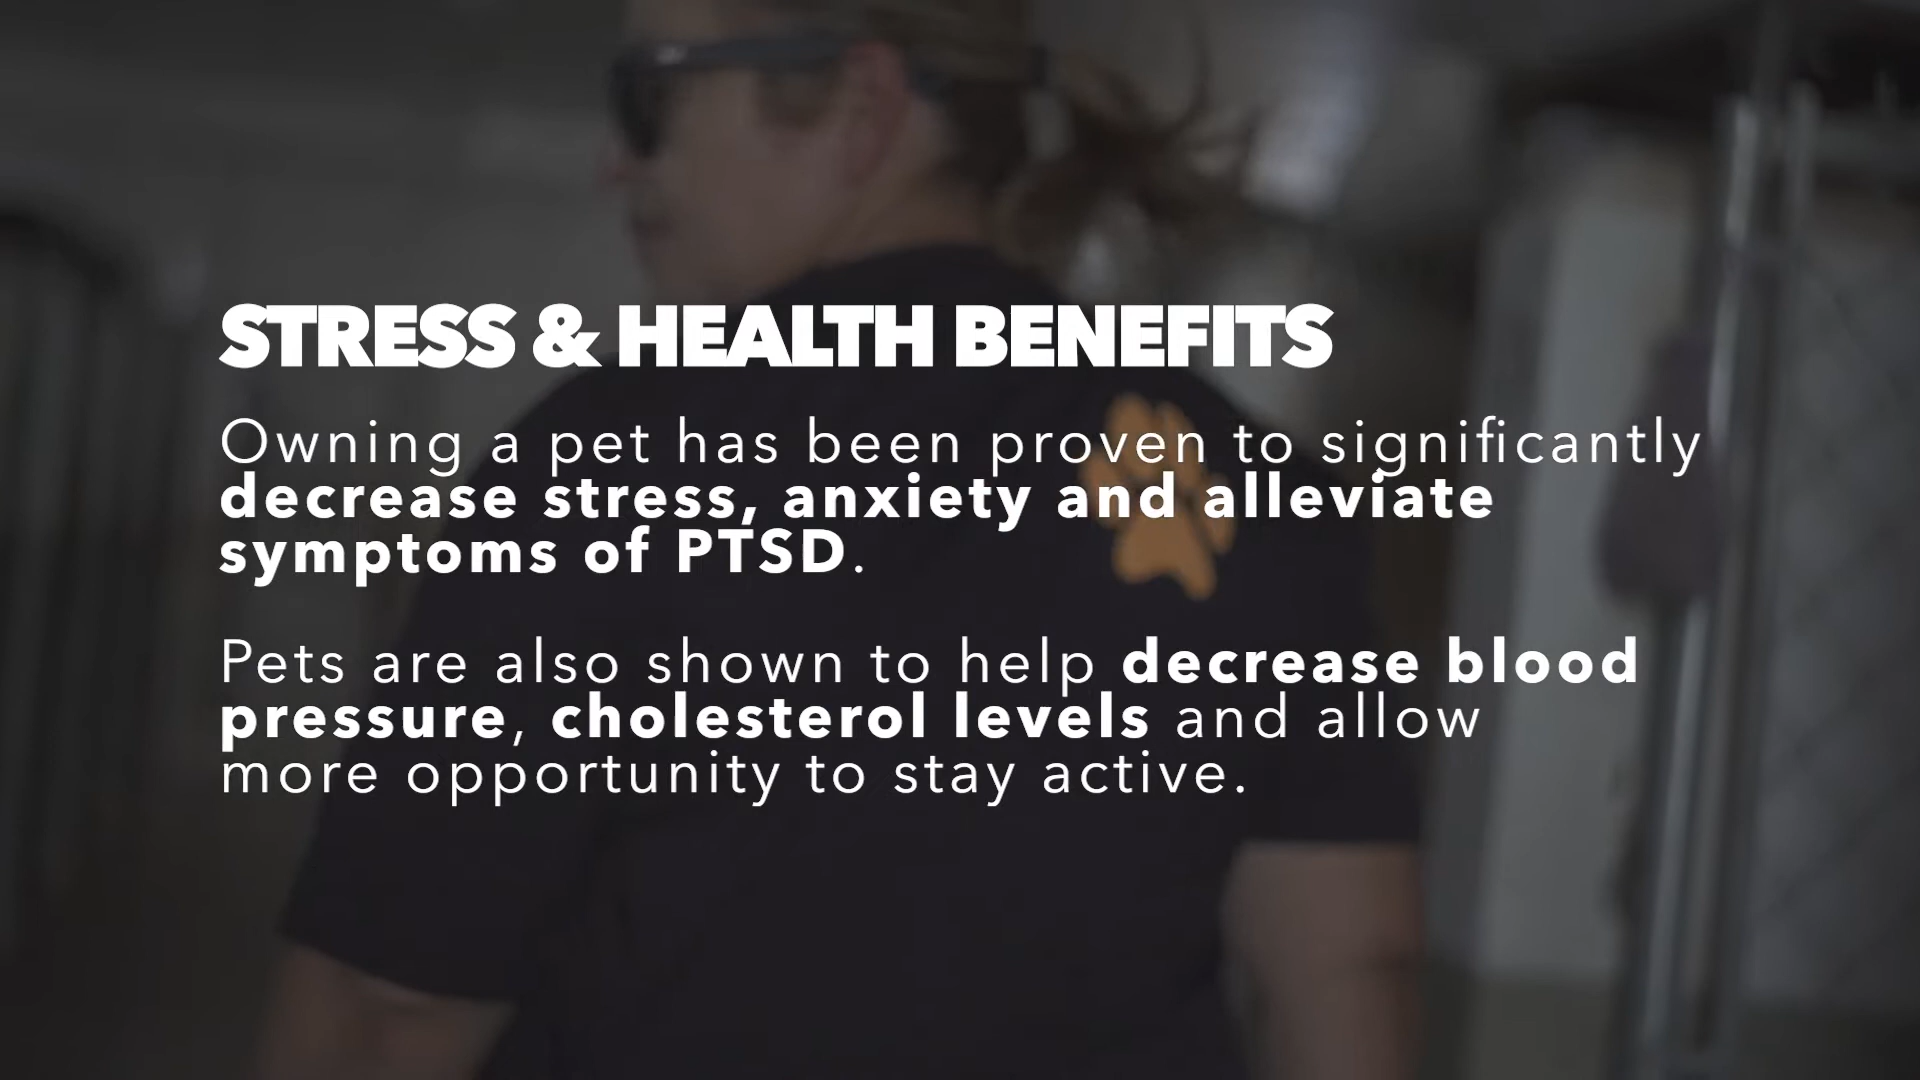 STRESS & HEALTH BENEFITS
Owning a pet has been proven to significantly
decrease stress, anxiety and alleviate
symptoms of PTSD.
Pets are also shown to help decrease blood
pressure, cholesterol levels and allow
more opportunity to stay active.